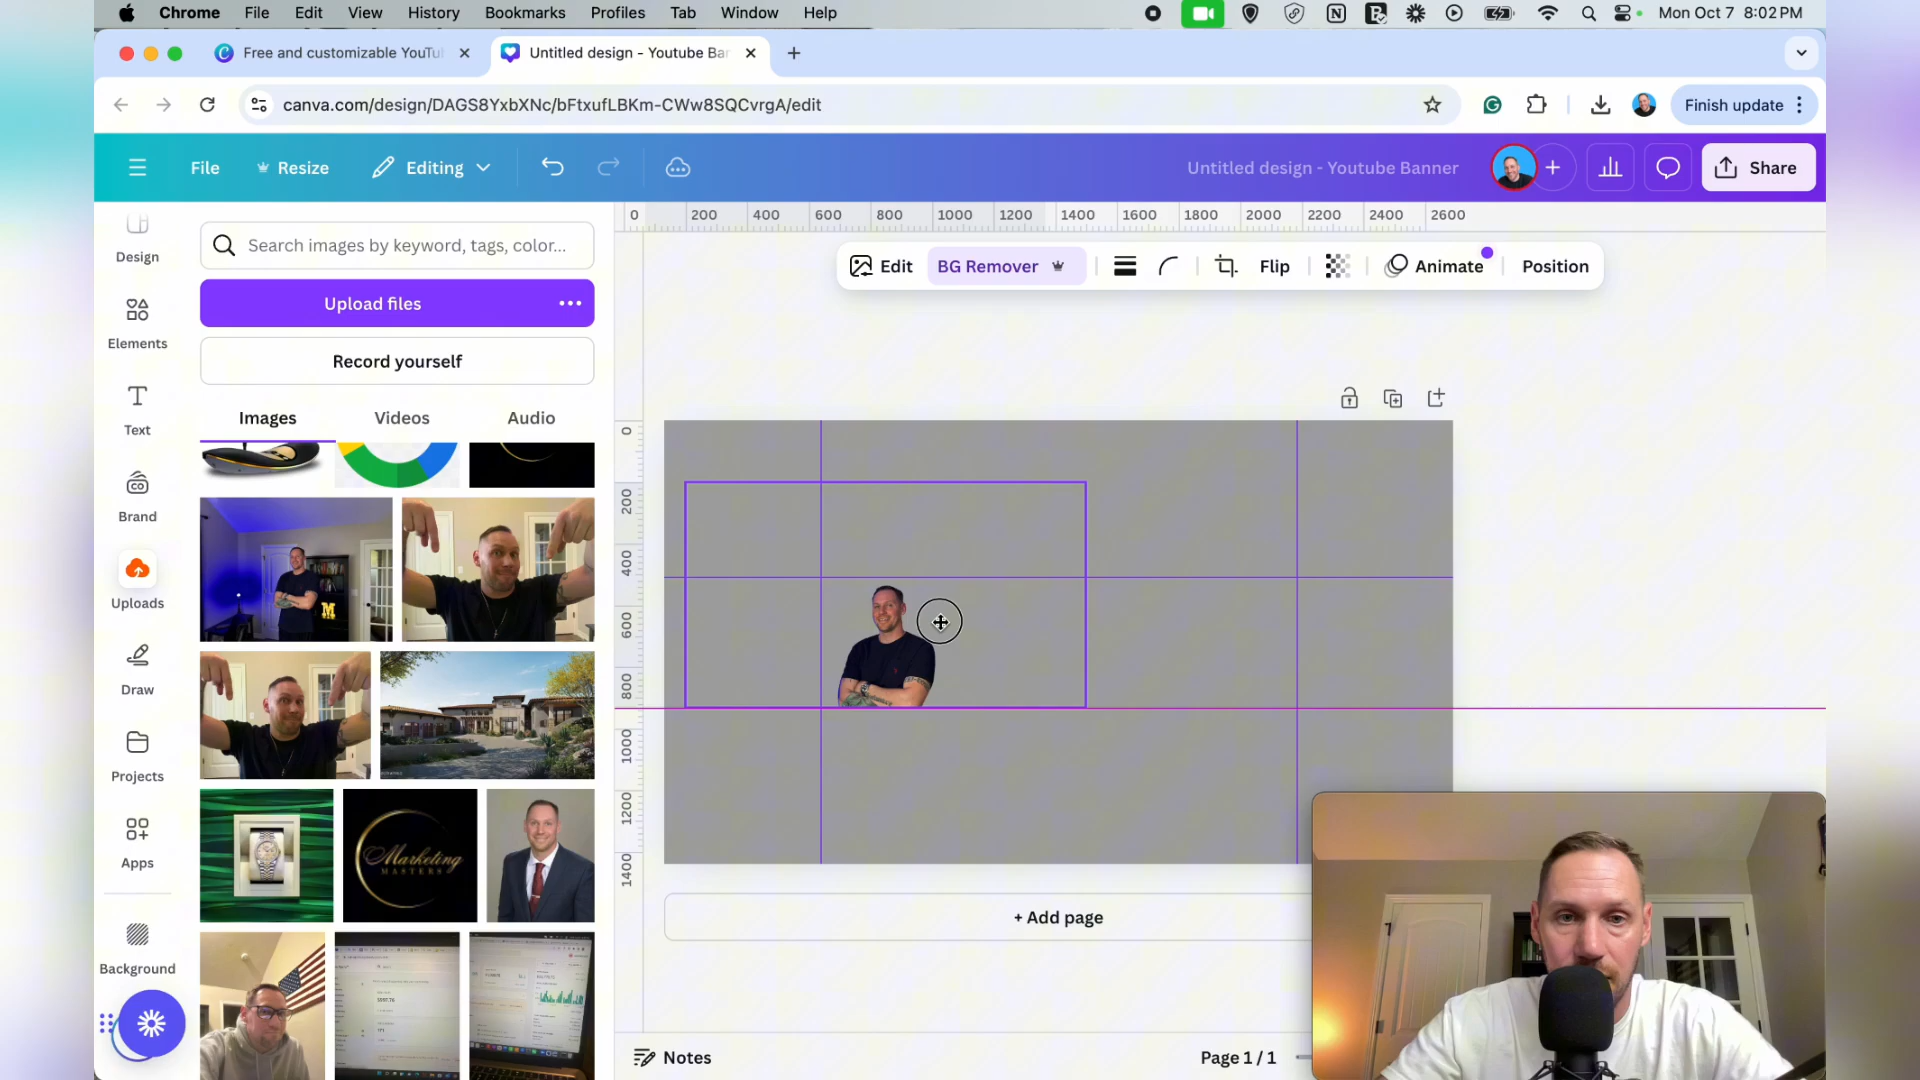 Chrome File Edit View History Bookmarks Profiles Tab Window Help Mon Oct 7 8:02 PM
Free and customizable YouTu Untitled design - Youtube Ban
canva.com/design/DAGS8YxbXNc/bFtxufLBKm-CWw8SQCvrgA/edit Finish update
File Resize Editing Untitled design - Youtube Banner Share
0 200 400 600 800 1000 1200 1400 1600 1800 2000 2200 2400 2600
Design
Search images by keyword, tags, color...
Edit BG Remover Flip Animate Position
Upload files
Elements
Record yourself
Text
Images Videos Audio
Brand
Uploads
Draw
Projects
Apps
Background
M
Marketing
MASTERS
0
200
400
600
800
1000
1200
1400
+ Add page
Notes
Page 1 / 1